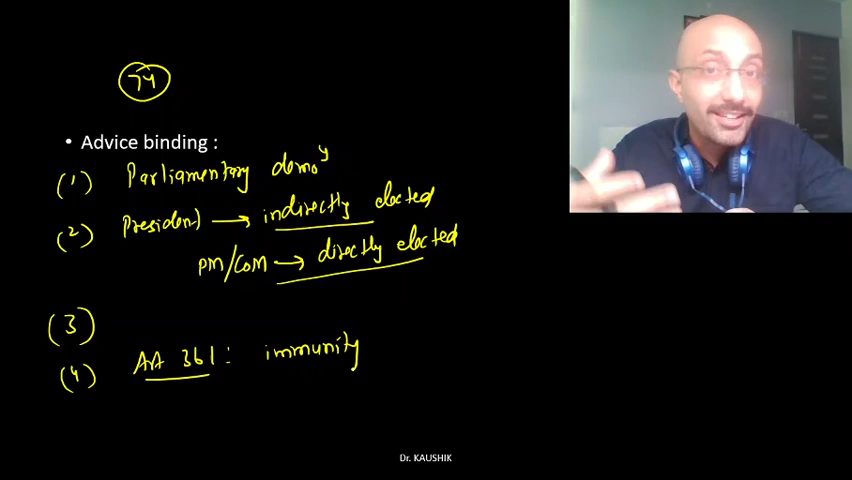 74
• Advice binding :
(1) Parliamentary demoy
(2) President → indirectly elected
PM/COM → directly elected
(3)
(4) AA 361 : immunity
Dr. KAUSHIK